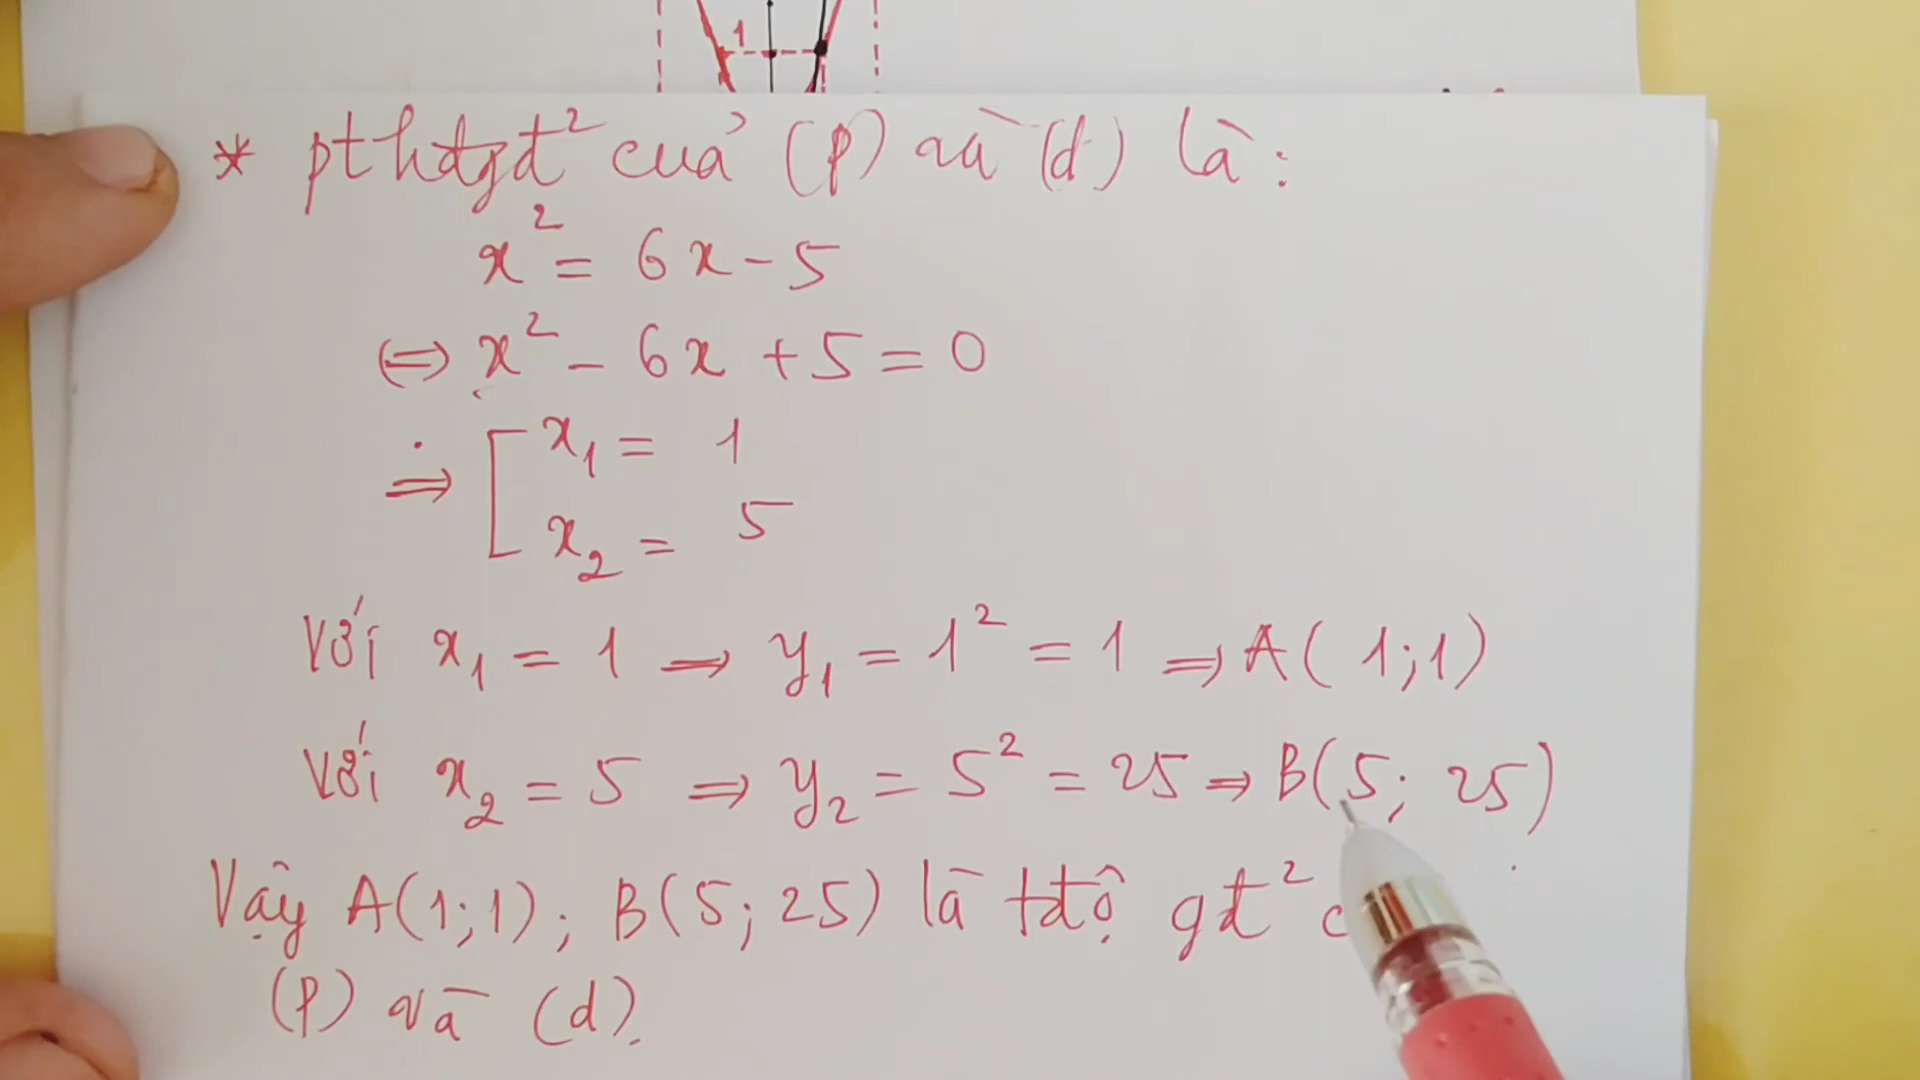 1
* pthđgđ² của (P) và (d) là:
x² = 6x - 5
⇔ x² - 6x + 5 = 0
⇒ [ x₁ = 1
x₂ = 5
Với x₁ = 1 → y₁ = 1² = 1 ⇒ A( 1;1)
Với x₂ = 5 ⇒ y₂ = 5² = 25 ⇒ B(5; 25)
Vậy A(1;1); B(5; 25) là tđộ gđ²
(P) và (d).